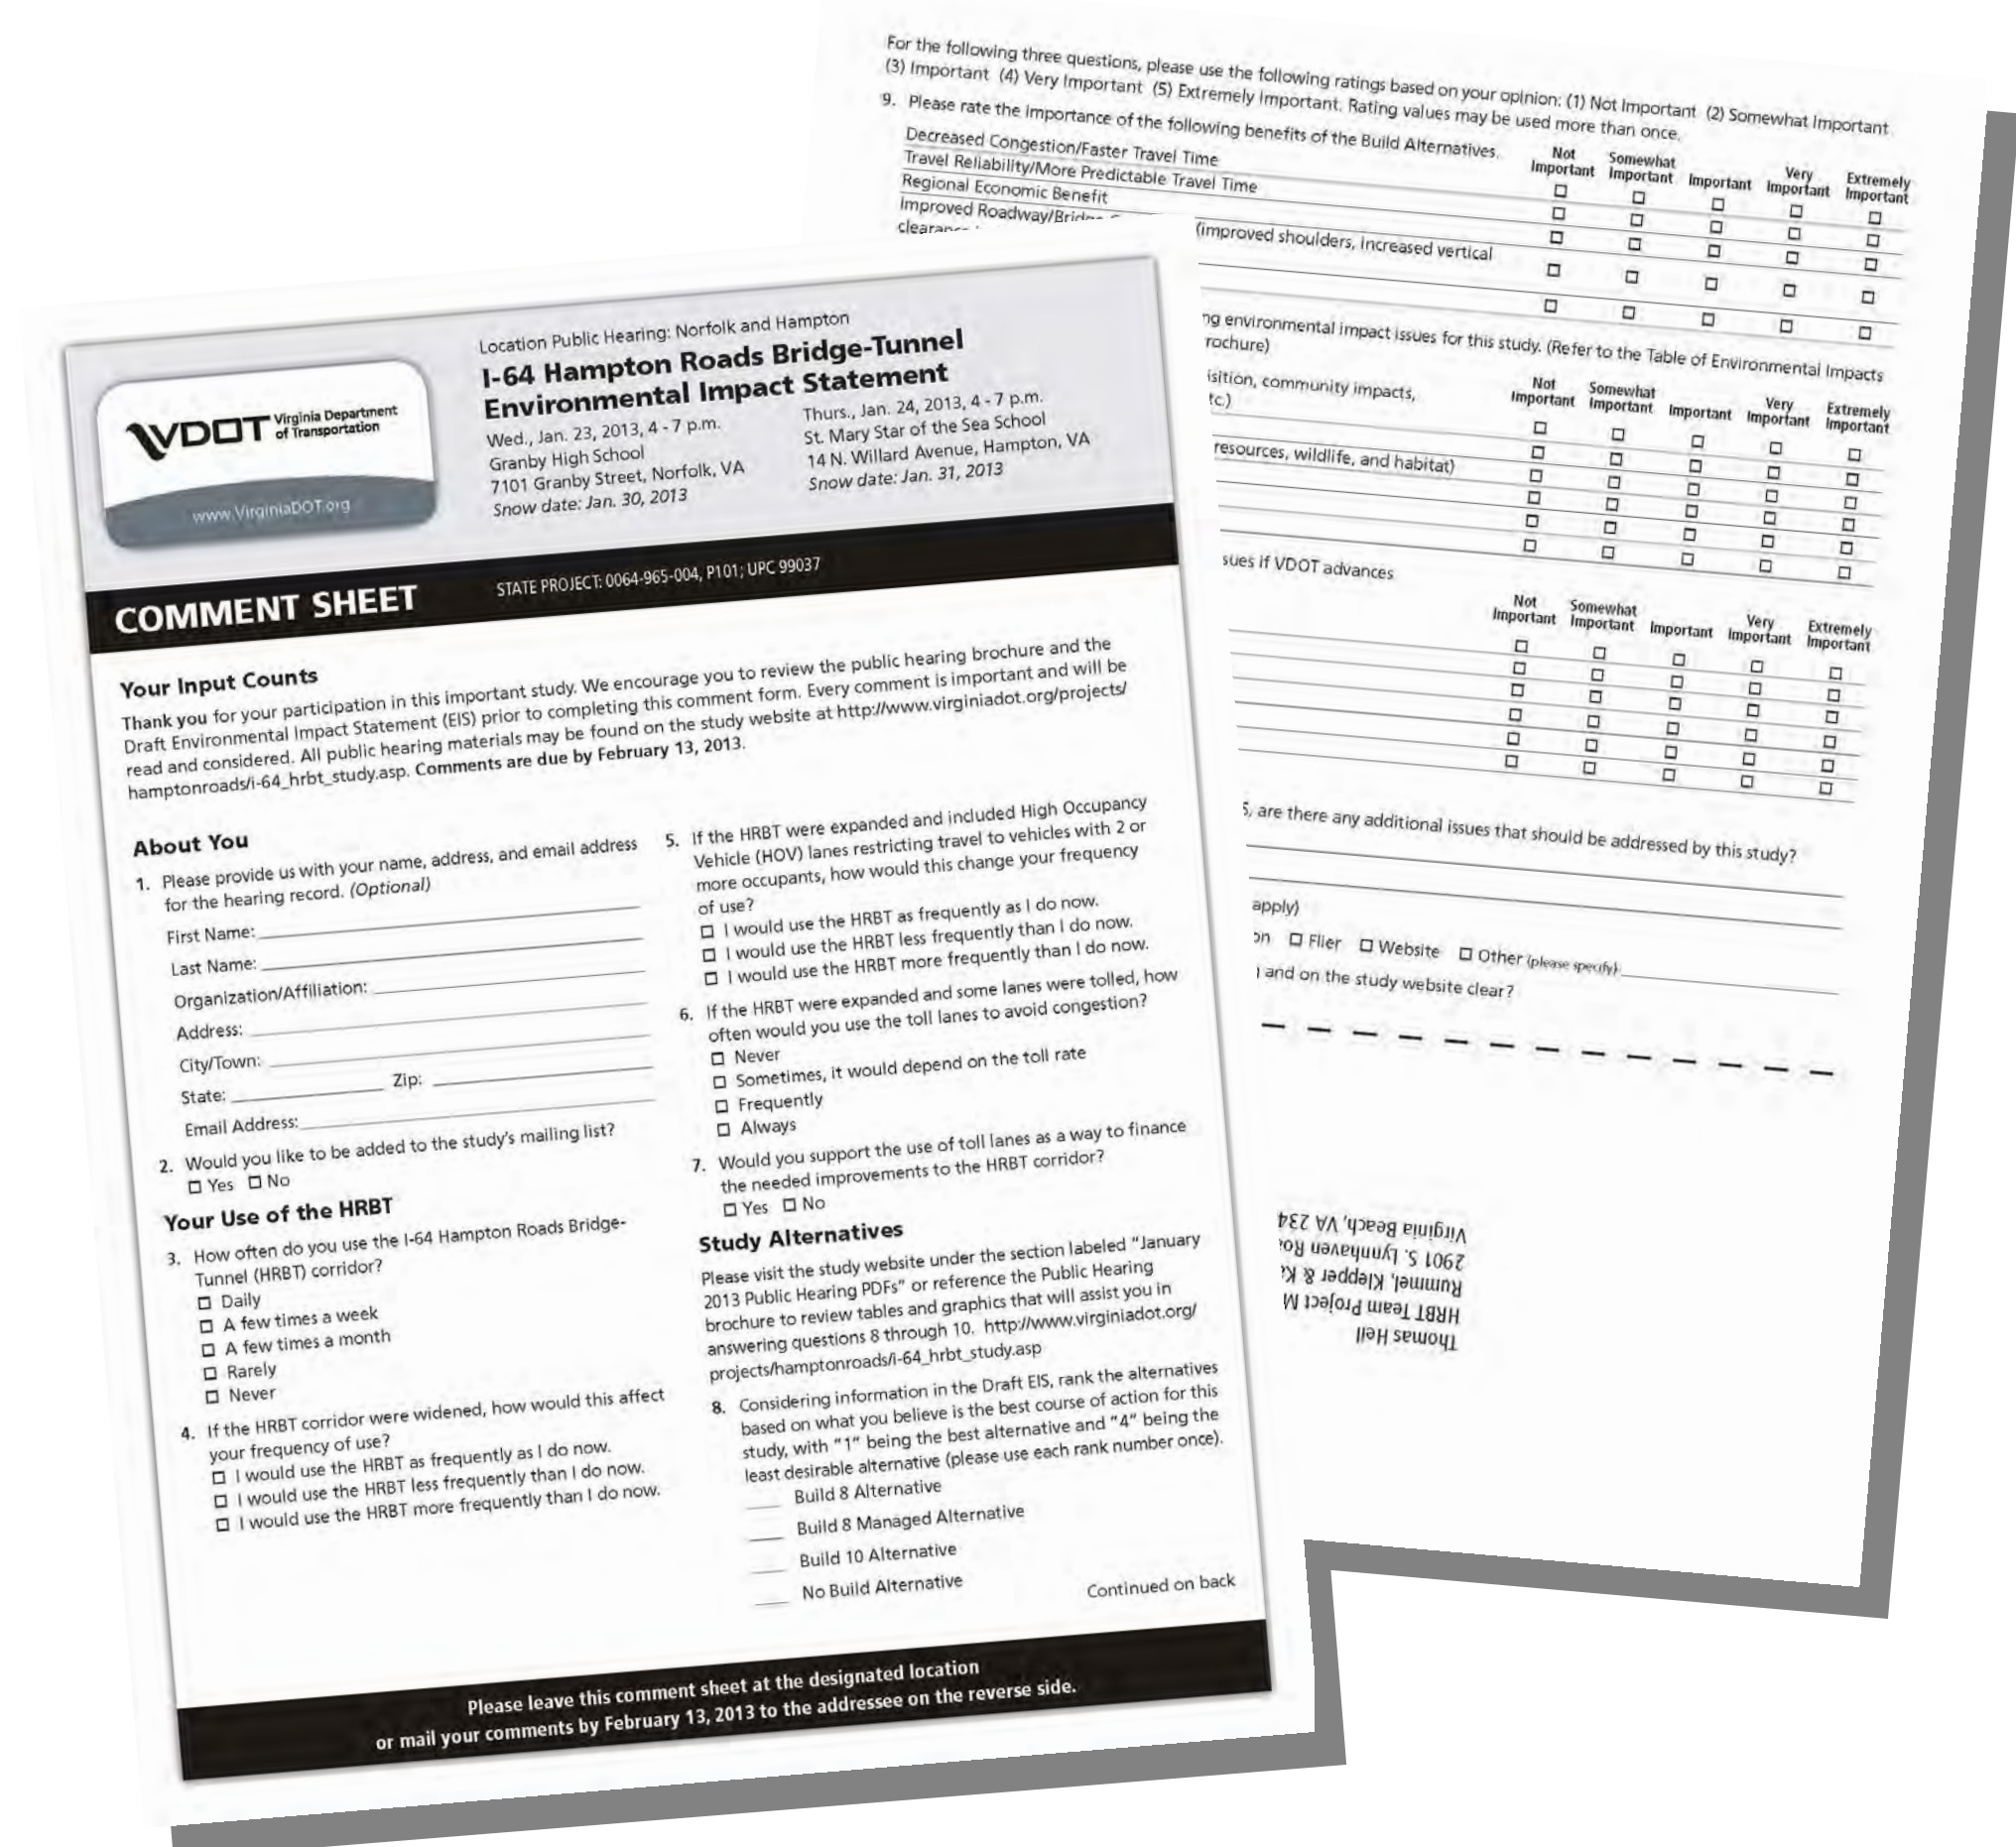 VDOT Virginia Department
of Transportation
www.VirginiaDOT.org
Location Public Hearing: Norfolk and Hampton
I-64 Hampton Roads Bridge-Tunnel
Environmental Impact Statement
Wed., Jan. 23, 2013, 4 - 7 p.m.
Granby High School
7101 Granby Street, Norfolk, VA
Snow date: Jan. 30, 2013
Thurs., Jan. 24, 2013, 4 - 7 p.m.
St. Mary Star of the Sea School
14 N. Willard Avenue, Hampton, VA
Snow date: Jan. 31, 2013
COMMENT SHEET STATE PROJECT: 0064-965-004, P101; UPC 99037
Your Input Counts
Thank you for your participation in this important study. We encourage you to review the public hearing brochure and the
Draft Environmental Impact Statement (EIS) prior to completing this comment form. Every comment is important and will be
read and considered. All public hearing materials may be found on the study website at http://www.virginiadot.org/projects/
hamptonroads/i-64_hrbt_study.asp. Comments are due by February 13, 2013.
About You
1. Please provide us with your name, address, and email address
for the hearing record. (Optional)
First Name:
Last Name:
Organization/Affiliation:
Address:
City/Town:
State: Zip:
Email Address:
2. Would you like to be added to the study's mailing list?
Yes No
Your Use of the HRBT
3. How often do you use the I-64 Hampton Roads Bridge-
Tunnel (HRBT) corridor?
Daily
A few times a week
A few times a month
Rarely
Never
4. If the HRBT corridor were widened, how would this affect
your frequency of use?
I would use the HRBT as frequently as I do now.
I would use the HRBT less frequently than I do now.
I would use the HRBT more frequently than I do now.
5. If the HRBT were expanded and included High Occupancy
Vehicle (HOV) lanes restricting travel to vehicles with 2 or
more occupants, how would this change your frequency
of use?
I would use the HRBT as frequently as I do now.
I would use the HRBT less frequently than I do now.
I would use the HRBT more frequently than I do now.
6. If the HRBT were expanded and some lanes were tolled, how
often would you use the toll lanes to avoid congestion?
Never
Sometimes, it would depend on the toll rate
Frequently
Always
7. Would you support the use of toll lanes as a way to finance
the needed improvements to the HRBT corridor?
Yes No
Study Alternatives
Please visit the study website under the section labeled "January
2013 Public Hearing PDFs" or reference the Public Hearing
brochure to review tables and graphics that will assist you in
answering questions 8 through 10. http://www.virginiadot.org/
projects/hamptonroads/i-64_hrbt_study.asp
8. Considering information in the Draft EIS, rank the alternatives
based on what you believe is the best course of action for this
study, with "1" being the best alternative and "4" being the
least desirable alternative (please use each rank number once).
Build 8 Alternative
Build 8 Managed Alternative
Build 10 Alternative
No Build Alternative
Continued on back
Please leave this comment sheet at the designated location
or mail your comments by February 13, 2013 to the addressee on the reverse side.
For the following three questions, please use the following ratings based on your opinion: (1) Not Important (2) Somewhat Important
(3) Important (4) Very Important (5) Extremely Important. Rating values may be used more than once.
9. Please rate the importance of the following benefits of the Build Alternatives.
Not Important Somewhat Important Important Very Important Extremely Important
Decreased Congestion/Faster Travel Time
Travel Reliability/More Predictable Travel Time
Regional Economic Benefit
Improved Roadway/Bridge (improved shoulders, increased vertical
clearance
environmental impact issues for this study. (Refer to the Table of Environmental Impacts
community impacts,
Not Important Somewhat Important Important Very Important Extremely Important
resources, wildlife, and habitat)
if VDOT advances
Not Important Somewhat Important Important Very Important Extremely Important
are there any additional issues that should be addressed by this study?
apply)
Flier Website Other (please specify)
and on the study website clear?
Thomas Heil
HRBT Team Project M
Rummel, Klepper & K
2901 S. Lynnhaven Roa
Virginia Beach, VA 234